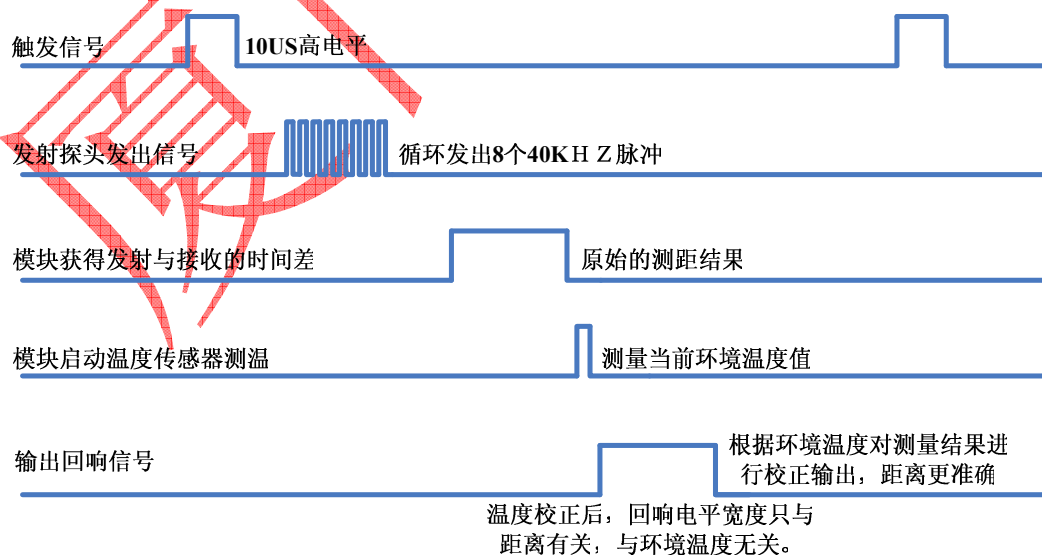 触发信号
10US高电平
发射探头发出信号
循环发出8个40KＨＺ脉冲
模块获得发射与接收的时间差
原始的测距结果
模块启动温度传感器测温
测量当前环境温度值
输出回响信号
根据环境温度对测量结果进
行校正输出，距离更准确
温度校正后，回响电平宽度只与
距离有关，与环境温度无关。